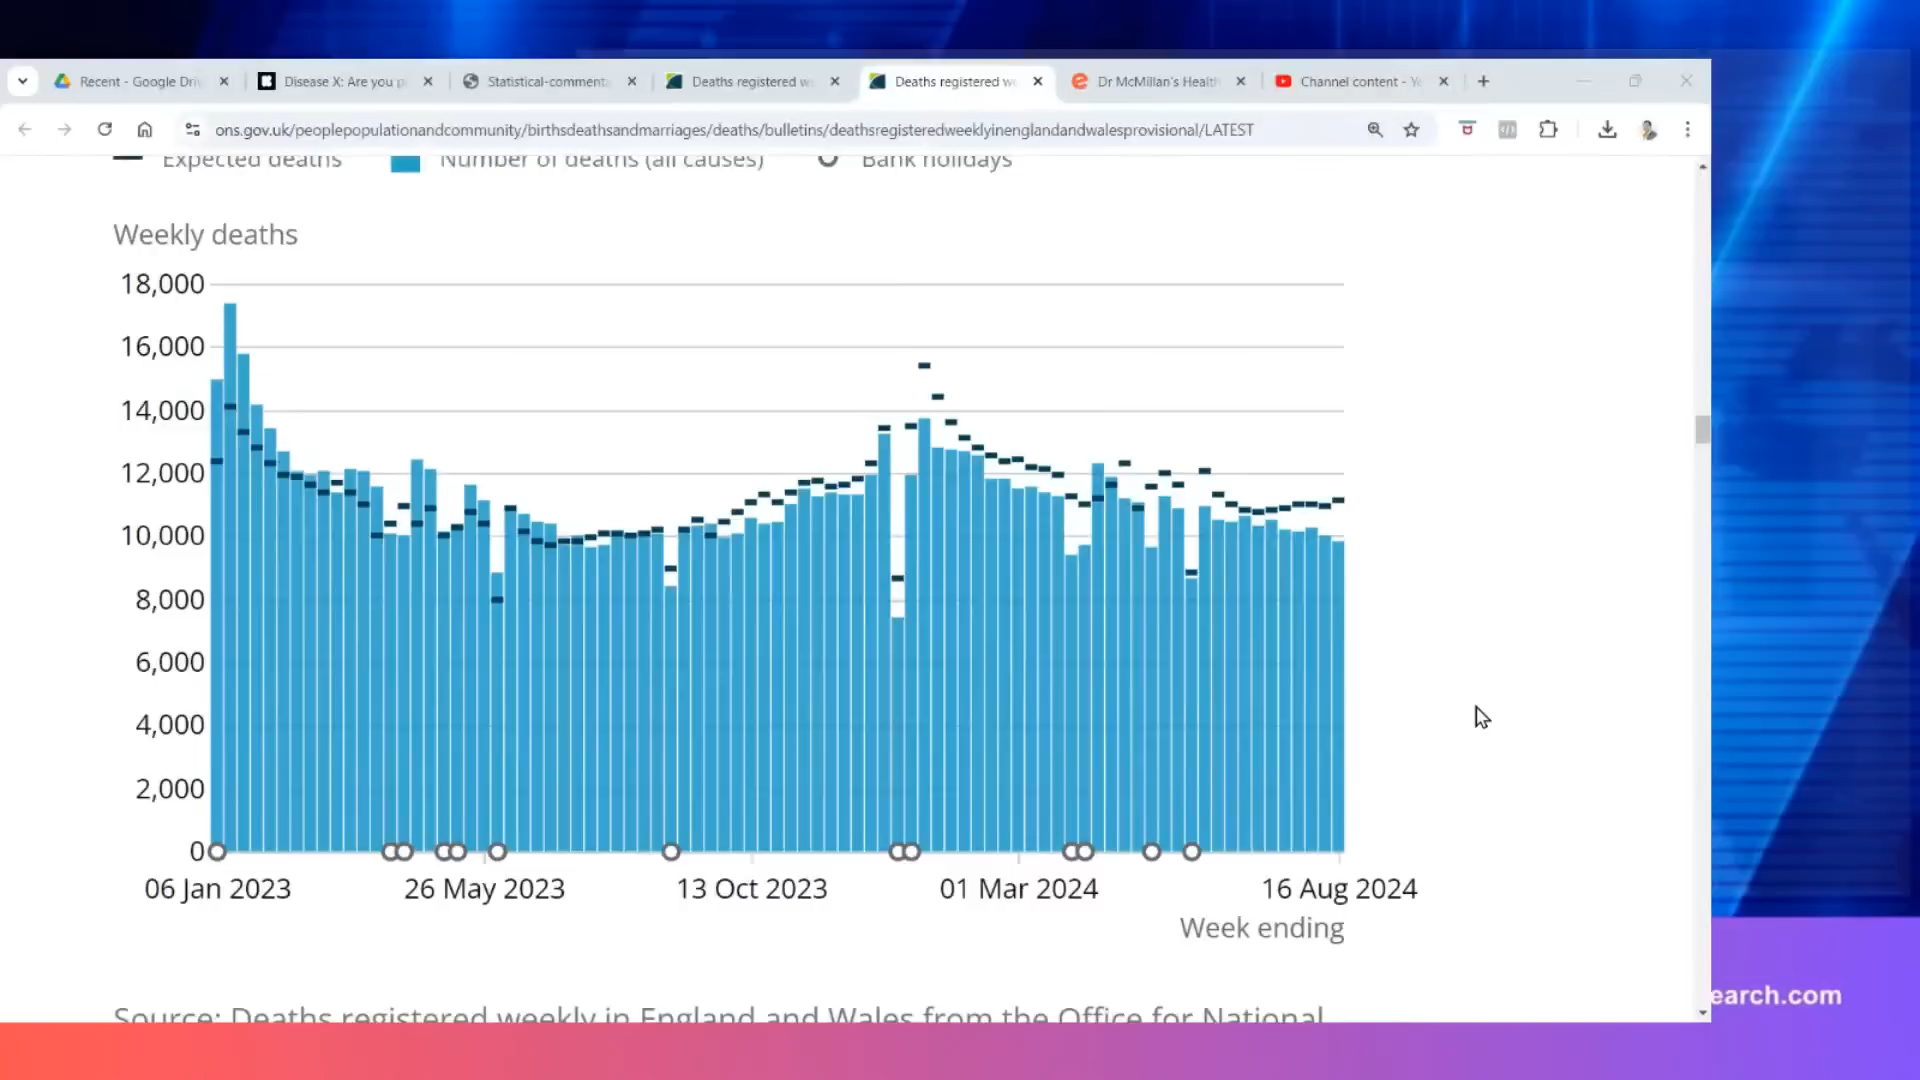 Recent - Google Dri
Disease X: Are you p
Statistical-commenta
Deaths registered w
Deaths registered we
Dr McMillan's Health
Channel content - Y
ons.gov.uk/peoplepopulationandcommunity/birthsdeathsandmarriages/deaths/bulletins/deathsregisteredweeklyinenglandandwalesprovisional/LATEST
Expected deaths
Number of deaths (all causes)
Bank holidays
Weekly deaths
18,000
16,000
14,000
12,000
10,000
8,000
6,000
4,000
2,000
0
06 Jan 2023
26 May 2023
13 Oct 2023
01 Mar 2024
16 Aug 2024
Week ending
earch.com
Source: Deaths registered weekly in England and Wales from the Office for National